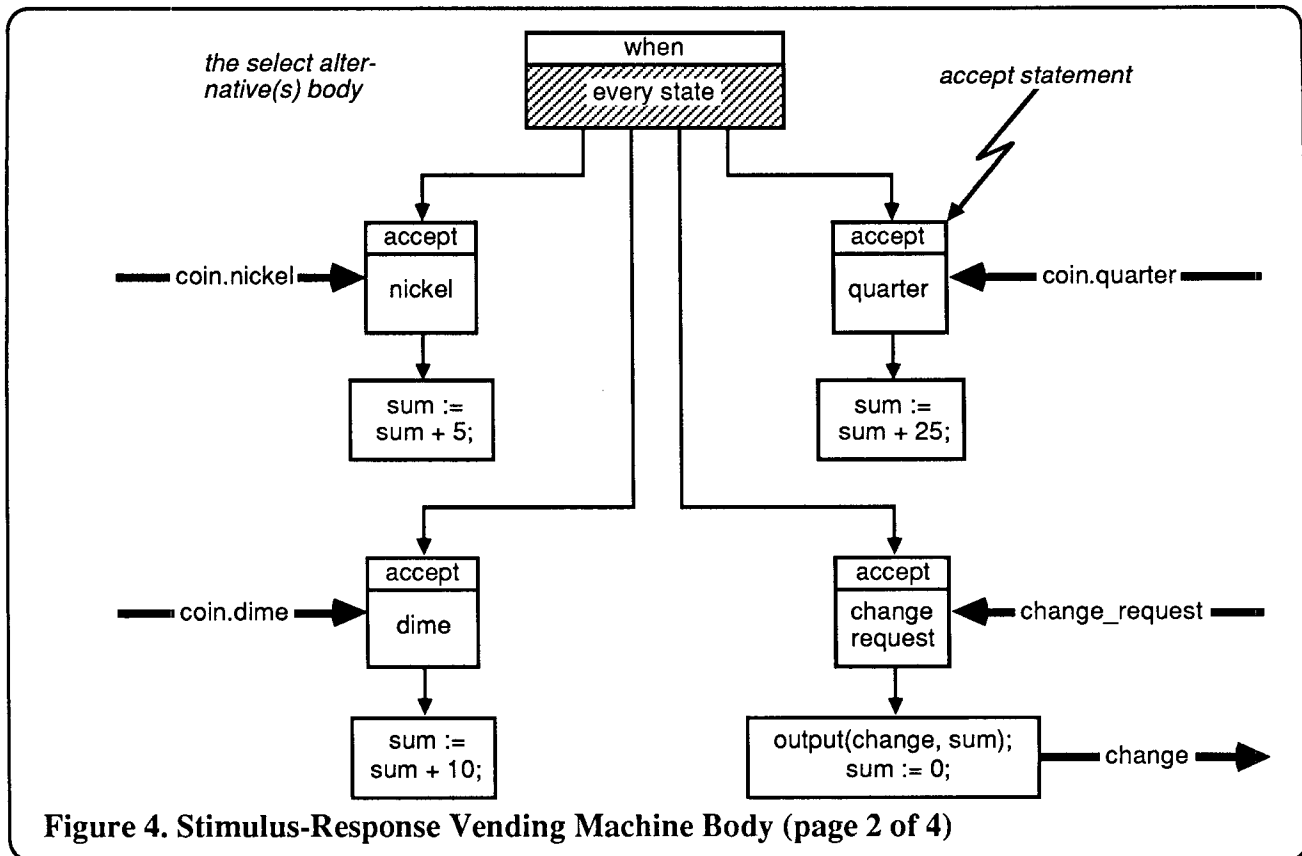 the select alter-
native(s) body
when
every state
accept statement
accept
nickel
coin.nickel
sum :=
sum + 5;
accept
quarter
coin.quarter
sum :=
sum + 25;
accept
dime
coin.dime
sum :=
sum + 10;
accept
change
request
change_request
output(change, sum);
sum := 0;
change
Figure 4. Stimulus-Response Vending Machine Body (page 2 of 4)